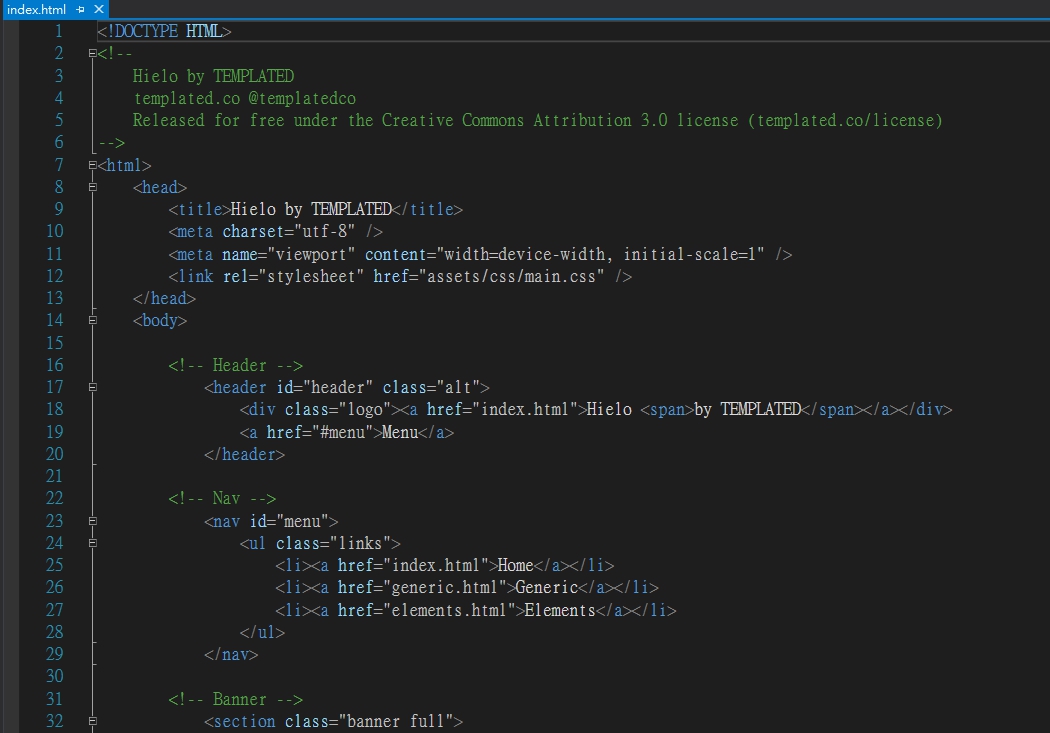 index.html
1 <!DOCTYPE HTML>
2 <!--
3 Hielo by TEMPLATED
4 templated.co @templatedco
5 Released for free under the Creative Commons Attribution 3.0 license (templated.co/license)
6 -->
7 <html>
8 <head>
9 <title>Hielo by TEMPLATED</title>
10 <meta charset="utf-8" />
11 <meta name="viewport" content="width=device-width, initial-scale=1" />
12 <link rel="stylesheet" href="assets/css/main.css" />
13 </head>
14 <body>
15
16 <!-- Header -->
17 <header id="header" class="alt">
18 <div class="logo"><a href="index.html">Hielo <span>by TEMPLATED</span></a></div>
19 <a href="#menu">Menu</a>
20 </header>
21
22 <!-- Nav -->
23 <nav id="menu">
24 <ul class="links">
25 <li><a href="index.html">Home</a></li>
26 <li><a href="generic.html">Generic</a></li>
27 <li><a href="elements.html">Elements</a></li>
28 </ul>
29 </nav>
30
31 <!-- Banner -->
32 <section class="banner full">